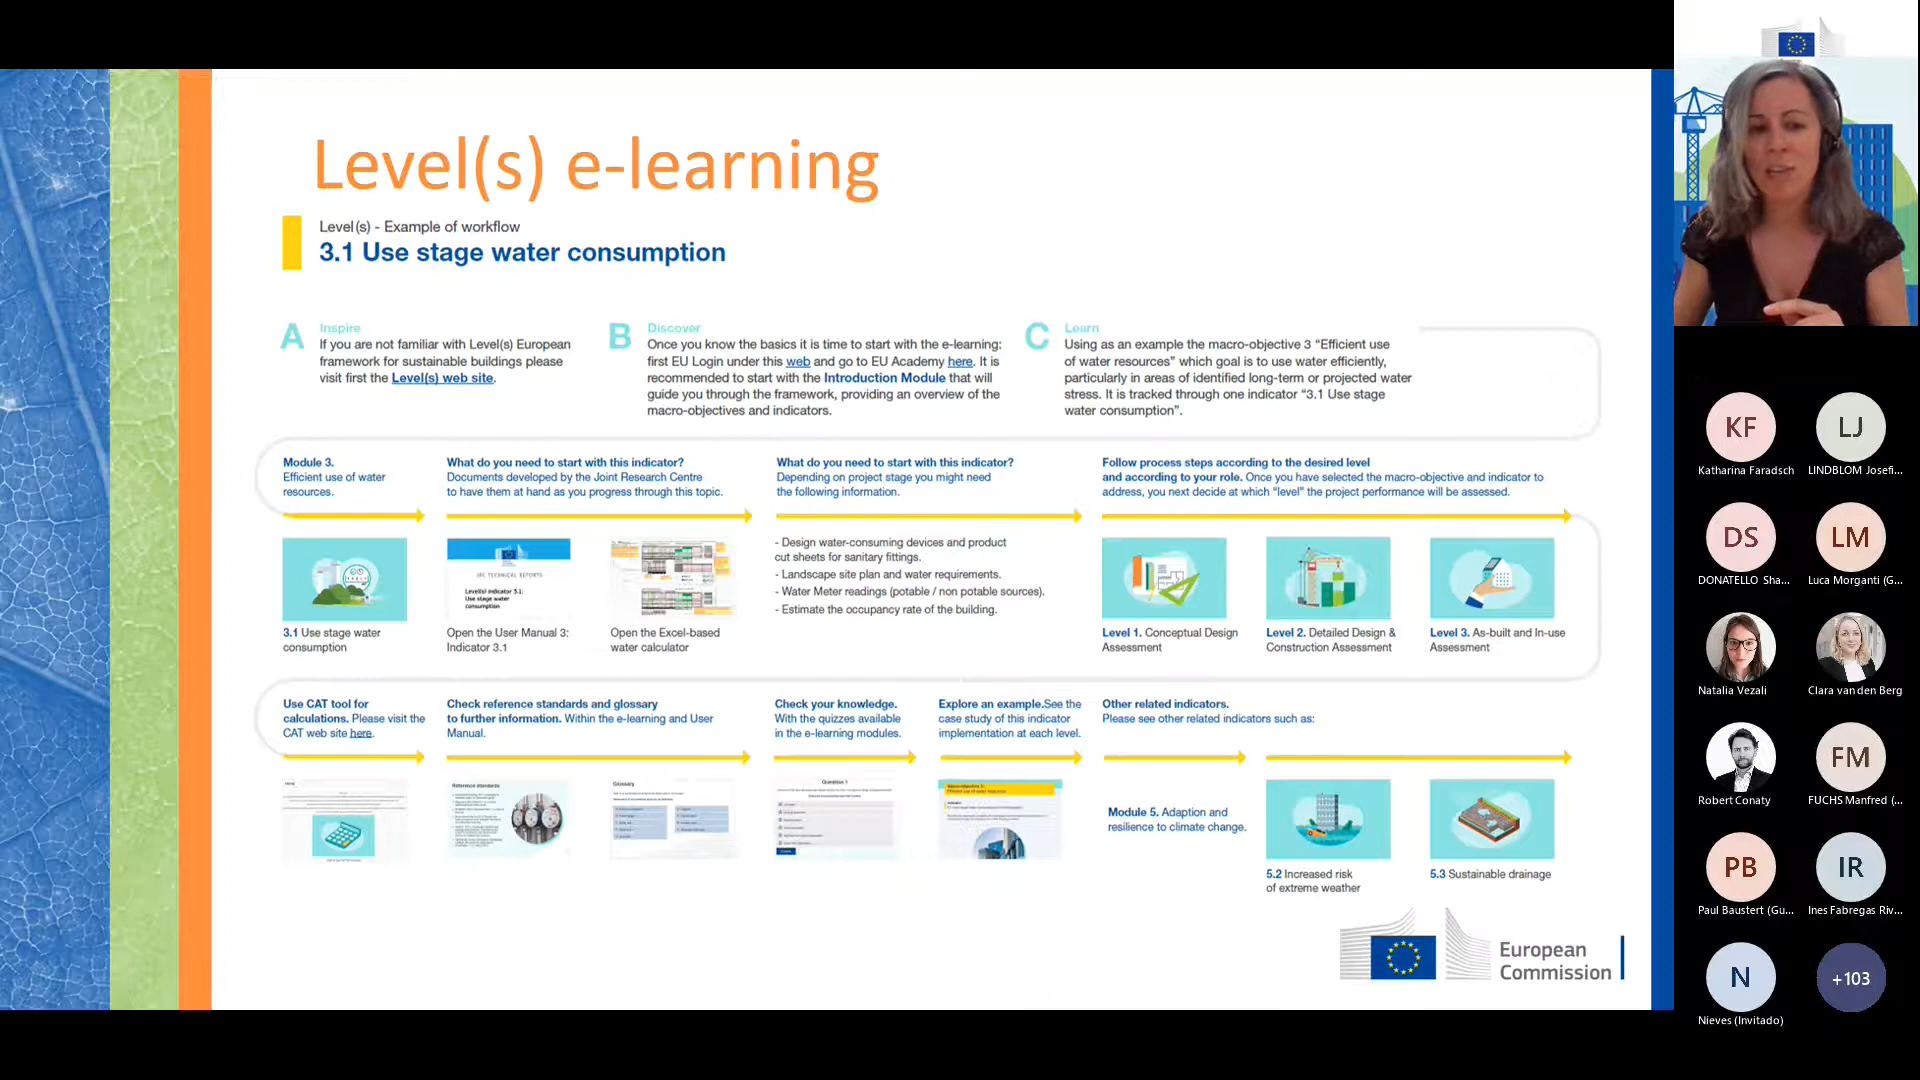 Level(s) e-learning
Level(s) - Example of workflow
3.1 Use stage water consumption
A
Inspire
If you are not familiar with Level(s) European
framework for sustainable buildings please
visit first the Level(s) web site.
B
Discover
Once you know the basics it is time to start with the e-learning:
first EU Login under this web and go to EU Academy here. It is
recommended to start with the Introduction Module that will
guide you through the framework, providing an overview of the
macro-objectives and indicators.
C
Learn
Using as an example the macro-objective 3 “Efficient use
of water resources” which goal is to use water efficiently,
particularly in areas of identified long-term or projected water
stress. It is tracked through one indicator “3.1 Use stage
water consumption”.
Module 3.
Efficient use of water
resources.
What do you need to start with this indicator?
Documents developed by the Joint Research Centre
to have them at hand as you progress through this topic.
What do you need to start with this indicator?
Depending on project stage you might need
the following information.
Follow process steps according to the desired level
and according to your role. Once you have selected the macro-objective and indicator to
address, you next decide at which “level” the project performance will be assessed.
3.1 Use stage water
consumption
JRC TECHNICAL REPORTS
Level(s) indicator 3.1:
Use stage water
consumption
Open the User Manual 3:
Indicator 3.1
Open the Excel-based
water calculator
- Design water-consuming devices and product
cut sheets for sanitary fittings.
- Landscape site plan and water requirements.
- Water Meter readings (potable / non potable sources).
- Estimate the occupancy rate of the building.
Level 1. Conceptual Design
Assessment
Level 2. Detailed Design &
Construction Assessment
Level 3. As-built and In-use
Assessment
Use CAT tool for
calculations. Please visit the
CAT web site here.
Check reference standards and glossary
to further information. Within the e-learning and User
Manual.
Check your knowledge.
With the quizzes available
in the e-learning modules.
Explore an example.See the
case study of this indicator
implementation at each level.
Other related indicators.
Please see other related indicators such as:
Reference standards
Glossary
Question 1
Module 5. Adaption and
resilience to climate change.
5.2 Increased risk
of extreme weather
5.3 Sustainable drainage
European
Commission
KF
Katharina Faradsch
LJ
LINDBLOM Josefi...
DS
DONATELLO Sha...
LM
Luca Morganti (G...
Natalia Vezali
Clara van den Berg
Robert Conaty
FM
FUCHS Manfred (...
PB
Paul Baustert (Gu...
IR
Ines Fabregas Riv...
N
Nieves (Invitado)
+103